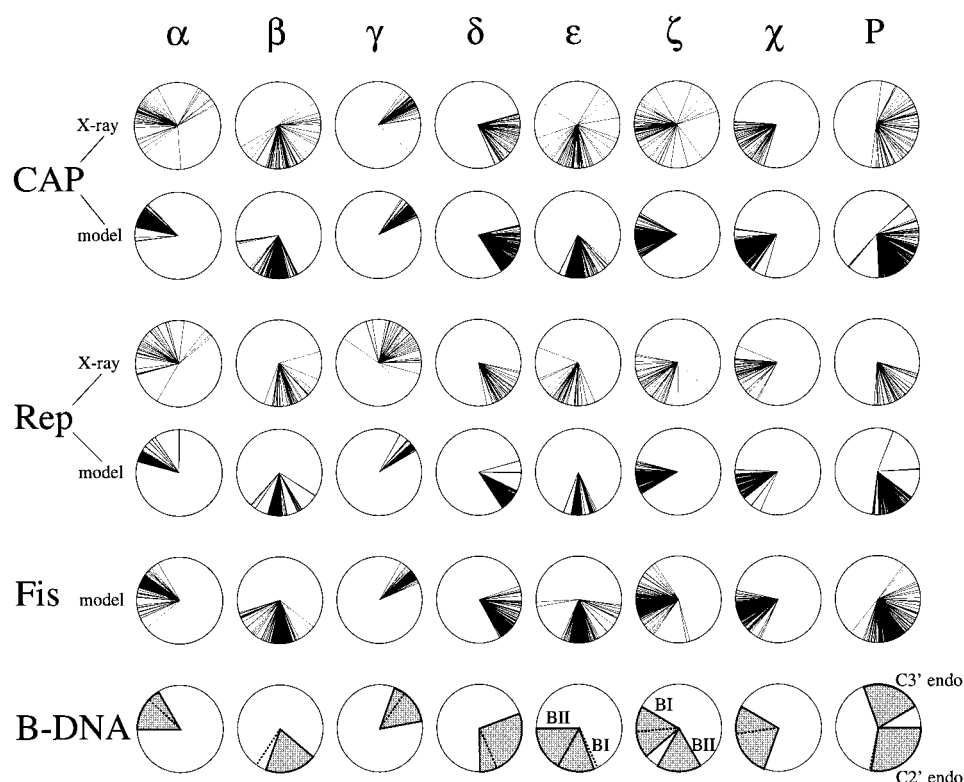 α β γ δ ε ζ χ P
X-ray
CAP
model
X-ray
Rep
model
Fis model
C3' endo
B-DNA BII BI BI BII
C2' endo